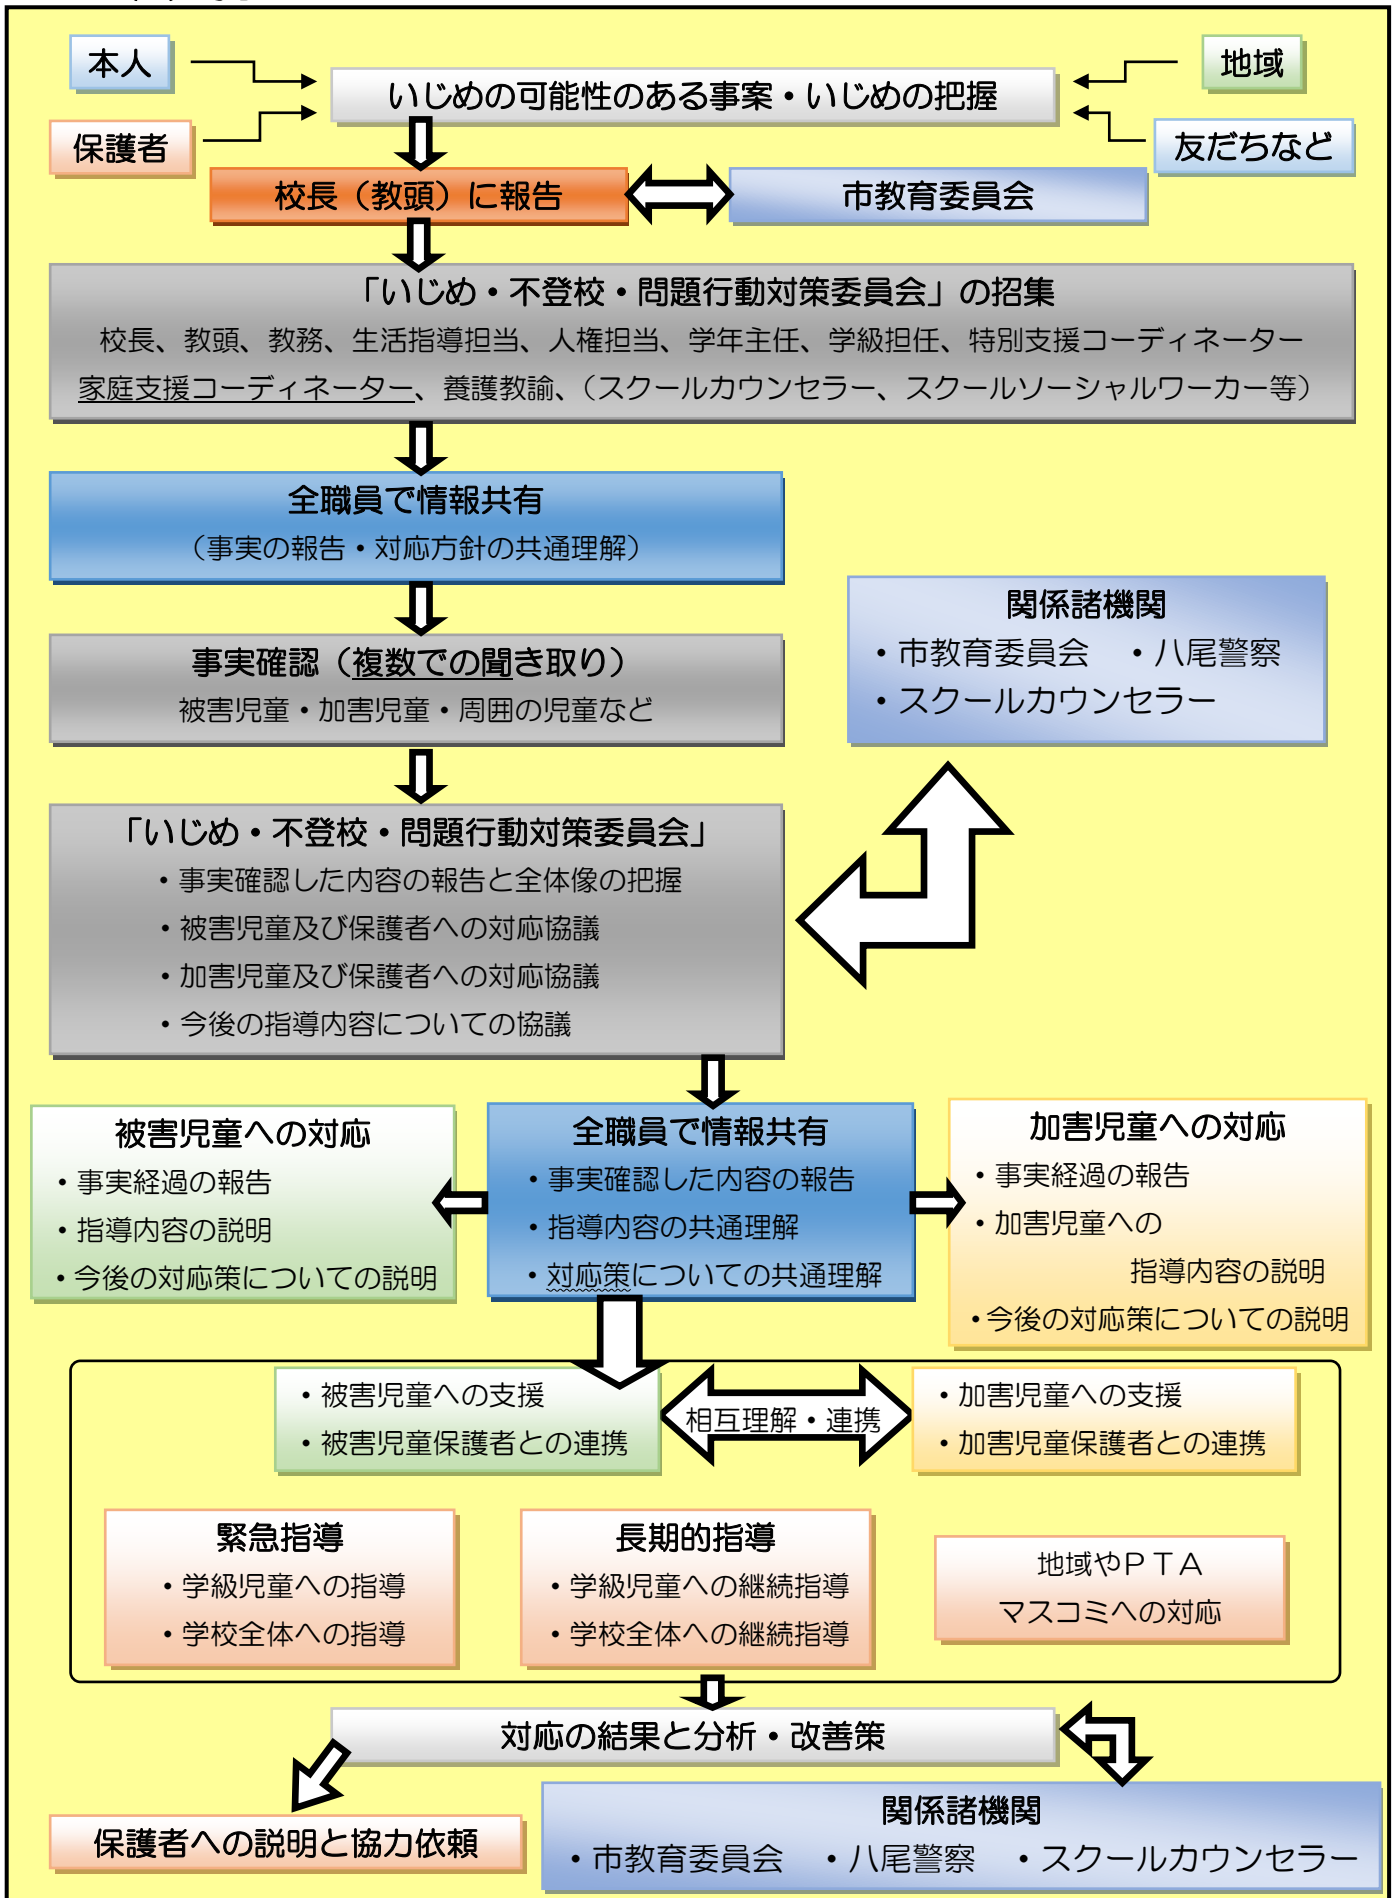 本人
地域
いじめの可能性のある事案・いじめの把握
保護者
友だちなど
校長（教頭）に報告
市教育委員会
「いじめ・不登校・問題行動対策委員会」の招集
校長、教頭、教務、生活指導担当、人権担当、学年主任、学級担任、特別支援コーディネーター
家庭支援コーディネーター、養護教諭、（スクールカウンセラー、スクールソーシャルワーカー等）
全職員で情報共有
（事実の報告・対応方針の共通理解）
関係諸機関
・市教育委員会　・八尾警察
・スクールカウンセラー
事実確認（複数での聞き取り）
被害児童・加害児童・周囲の児童など
「いじめ・不登校・問題行動対策委員会」
・事実確認した内容の報告と全体像の把握
・被害児童及び保護者への対応協議
・加害児童及び保護者への対応協議
・今後の指導内容についての協議
被害児童への対応
・事実経過の報告
・指導内容の説明
・今後の対応策についての説明
全職員で情報共有
・事実確認した内容の報告
・指導内容の共通理解
・対応策についての共通理解
加害児童への対応
・事実経過の報告
・加害児童への
指導内容の説明
・今後の対応策についての説明
・被害児童への支援
・被害児童保護者との連携
相互理解・連携
・加害児童への支援
・加害児童保護者との連携
緊急指導
・学級児童への指導
・学校全体への指導
長期的指導
・学級児童への継続指導
・学校全体への継続指導
地域やＰＴＡ
マスコミへの対応
対応の結果と分析・改善策
保護者への説明と協力依頼
関係諸機関
・市教育委員会　・八尾警察　・スクールカウンセラー